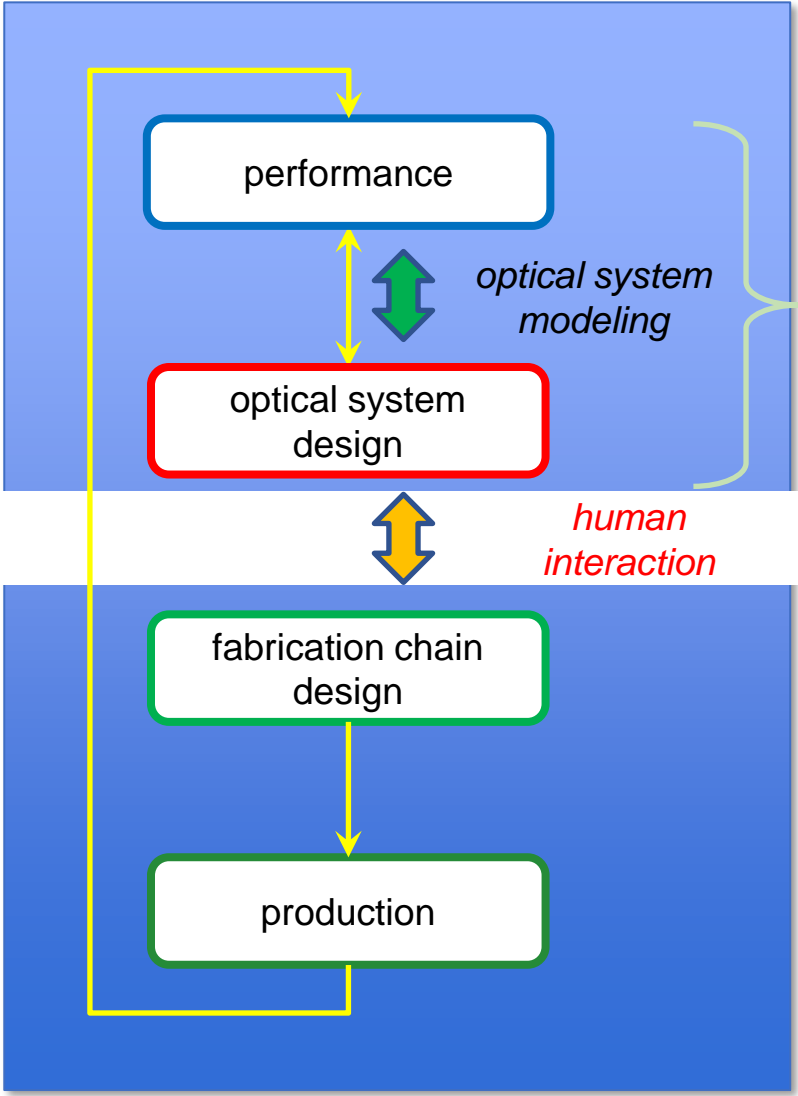 performance
optical system
modeling
optical system
design
human
interaction
fabrication chain
design
production